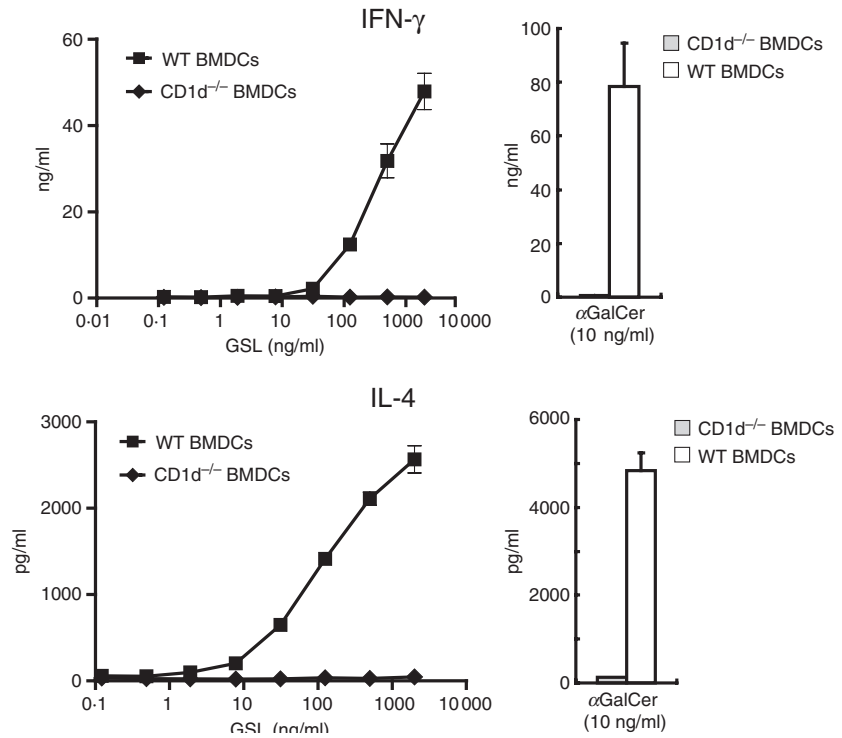 IFN-γ
60
40
20
0
ng/ml
WT BMDCs
CD1d–/– BMDCs
0·01 0·1 1 10 100 1000 10 000
GSL (ng/ml)
100
80
60
40
20
0
ng/ml
CD1d–/– BMDCs
WT BMDCs
αGalCer
(10 ng/ml)
IL-4
3000
2000
1000
0
pg/ml
WT BMDCs
CD1d–/– BMDCs
0·1 1 10 100 1000 10 000
GSL (ng/ml)
6000
4000
2000
0
pg/ml
CD1d–/– BMDCs
WT BMDCs
αGalCer
(10 ng/ml)